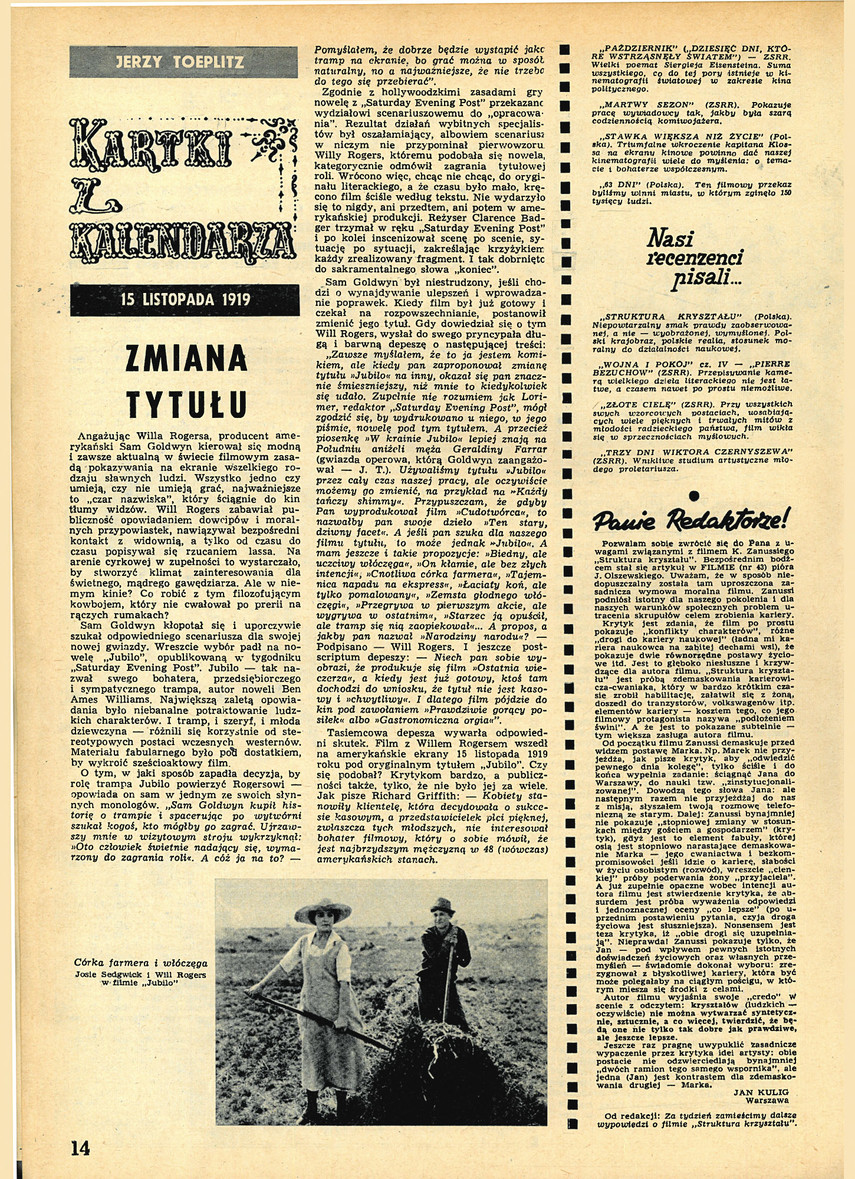 JERZY TOEPLITZ
KARTKI
Z
KALENDARZA
15 LISTOPADA 1919
ZMIANA
TYTUŁU
Angażując Willa Rogersa, producent ame-
rykański Sam Goldwyn kierował się modną
i zawsze aktualną w świecie filmowym zasa-
dą pokazywania na ekranie wszelkiego ro-
dzaju sławnych ludzi. Wszystko jedno czy
umieją, czy nie umieją grać, najważniejsze
to „czar nazwiska”, który ściągnie do kin
tłumy widzów. Will Rogers zabawiał pu-
bliczność opowiadaniem dowcipów i moral-
nych przypowiastek, nawiązywał bezpośredni
kontakt z widownią, a tylko od czasu do
czasu popisywał się rzucaniem lassa. Na
arenie cyrkowej w zupełności to wystarczało,
by stworzyć klimat zainteresowania dla
świetnego, mądrego gawędziarza. Ale w nie-
mym kinie? Co robić z tym filozofującym
kowbojem, który nie cwałował po prerii na
rączych rumakach?
Sam Goldwyn kłopotał się i uporczywie
szukał odpowiedniego scenariusza dla swojej
nowej gwiazdy. Wreszcie wybór padł na no-
welę „Jubilo”, opublikowaną w tygodniku
„Saturday Evening Post”. Jubilo — tak na-
zwał swego bohatera, przedsiębiorczego
i sympatycznego trampa, autor noweli Ben
Ames Williams. Największą zaletą opowia-
dania było niebanalne potraktowanie ludz-
kich charakterów. I tramp, i szeryf, i młoda
dziewczyna — różnili się korzystnie od ste-
reotypowych postaci wczesnych westernów.
Materiału fabularnego było pod dostatkiem,
by wykroić sześcioaktowy film.
O tym, w jaki sposób zapadła decyzja, by
rolę trampa Jubilo powierzyć Rogersowi —
opowiada on sam w jednym ze swoich słyn-
nych monologów. „Sam Goldwyn kupił his-
torię o trampie i spacerując po wytwórni
szukał kogoś, kto mógłby go zagrać. Ujrzaw-
szy mnie w wizytowym stroju wykrzyknął:
»Oto człowiek świetnie nadający się, wyma-
rzony do zagrania roli«. A cóż ja na to? —
Pomyślałem, że dobrze będzie wystąpić jako
tramp na ekranie, bo grać można w sposób
naturalny, no a najważniejsze, że nie trzeba
do tego się przebierać”.
Zgodnie z hollywoodzkimi zasadami gry
nowelę z „Saturday Evening Post” przekazano
wydziałowi scenariuszowemu do „opracowa-
nia”. Rezultat działań wybitnych specjalis-
tów był oszałamiający, albowiem scenariusz
w niczym nie przypominał pierwowzoru.
Willy Rogers, któremu podobała się nowela,
kategorycznie odmówił zagrania tytułowej
roli. Wrócono więc, chcąc nie chcąc, do orygi-
nału literackiego, a że czasu było mało, krę-
cono film ściśle według tekstu. Nie wydarzyło
się to nigdy, ani przedtem, ani potem w ame-
rykańskiej produkcji. Reżyser Clarence Bad-
ger trzymał w ręku „Saturday Evening Post”
i po kolei inscenizował scenę po scenie, sy-
tuację po sytuacji, zakreślając krzyżykiem
każdy zrealizowany fragment. I tak dobrnięto
do sakramentalnego słowa „koniec”.
Sam Goldwyn był niestrudzony, jeśli cho-
dzi o wynajdywanie ulepszeń i wprowadza-
nie poprawek. Kiedy film był już gotowy i
czekał na rozpowszechnianie, postanowił
zmienić jego tytuł. Gdy dowiedział się o tym
Will Rogers, wysłał do swego pryncypała dłu-
gą i barwną depeszę o następującej treści:
„Zawsze myślałem, że to ja jestem komi-
kiem, ale kiedy pan zaproponował zmianę
tytułu »Jubilo« na inny, okazał się pan znacz-
nie śmieszniejszy, niż mnie to kiedykolwiek
się udało. Zupełnie nie rozumiem jak Lori-
mer, redaktor „Saturday Evening Post”, mógł
zgodzić się, by wydrukowano u niego, w jego
piśmie, nowelę pod tym tytułem. A przecież
piosenkę »W krainie Jubilo« lepiej znają na
Południu aniżeli męża Geraldiny Farrar
(gwiazda operowa, którą Goldwyn zaangażo-
wał — J. T.). Używaliśmy tytułu »Jubilo«
przez cały czas naszej pracy, ale oczywiście
możemy go zmienić, na przykład na »Każdy
tańczy shimmy«. Przypuszczam, że gdyby
Pan wyprodukował film »Cudotwórca«, to
nazwałby pan swoje dzieło »Ten stary,
dziwny facet«. A jeśli pan szuka dla naszego
filmu tytułu, to może jednak »Jubilo«. A
mam jeszcze i takie propozycje: »Biedny, ale
uczciwy włóczęga«, »On kłamie, ale bez złych
intencji«, »Cnotliwa córka farmera«, »Tajem-
nica napadu na ekspress«, »Łaciaty koń, ale
tylko pomalowany«, »Zemsta głodnego włó-
częgi«, »Przegrywa w pierwszym akcie, ale
wygrywa w ostatnim«, »Starzec ją opuścił,
ale tramp się nią zaopiekował«... A propos,
jakby pan nazwał »Narodziny narodu«? —
Podpisano — Will Rogers. I jeszcze post-
scriptum depeszy: — Niech pan sobie wy-
obrazi, że produkuje się film »Ostatnia wie-
czerza«, a kiedy jest już gotowy, ktoś tam
dochodzi do wniosku, że tytuł nie jest kaso-
wy i »chwytliwy«. I dlatego film pójdzie do
kin pod zawołaniem »Prawdziwie gorący po-
siłek« albo »Gastronomiczna orgia”.
Tasiemcowa depesza wywarła odpowied-
ni skutek. Film z Willem Rogersem wszedł
na amerykańskie ekrany 15 listopada 1919
roku pod oryginalnym tytułem „Jubilo”. Czy
się podobał? Krytykom bardzo, a publicz-
ności także, tylko, że nie było jej za wiele.
Jak pisze Richard Griffith: — Kobiety sta-
nowiły klientelę, która decydowała o sukce-
sie kasowym, a przedstawicielek płci pięknej,
zwłaszcza tych młodszych, nie interesował
bohater filmowy, który o sobie mówił, że
jest najbrzydszym mężczyzną w 48 (wówczas)
amerykańskich stanach.
Córka farmera i włóczęga
Josie Sedgwick i Will Rogers
w filmie „Jubilo”
14
„PAŹDZIERNIK” („DZIESIĘĆ DNI, KTÓ-
RE WSTRZĄSNĘŁY ŚWIATEM”) — ZSRR.
Wielki poemat Siergieja Eisensteina. Suma
wszystkiego, co do tej pory istnieje w ki-
nematografii światowej w zakresie kina
politycznego.
„MARTWY SEZON” (ZSRR). Pokazuje
pracę wywiadowcy tak, jakby była szarą
codziennością komiwojażera.
„STAWKA WIĘKSZA NIŻ ŻYCIE” (Pol-
ska). Triumfalne wkroczenie kapitana Klos-
sa na ekrany kinowe powinno dać naszej
kinematografii wiele do myślenia: o tema-
cie i bohaterze współczesnym.
„63 DNI” (Polska). Ten filmowy przekaz
byliśmy winni miastu, w którym zginęło 150
tysięcy ludzi.
Nasi
recenzenci
pisali...
„STRUKTURA KRYSZTAŁU” (Polska).
Niepowtarzalny smak prawdy zaobserwowa-
nej, a nie — wyobrażonej, wymyślonej. Pol-
ski krajobraz, polskie realia, stosunek mo-
ralny do działalności naukowej.
„WOJNA I POKÓJ” cz. IV — „PIERRE
BEZUCHOW” (ZSRR). Przepisywanie kame-
rą wielkiego dzieła literackiego nie jest ła-
twe, a czasem nawet po prostu niemożliwe.
„ZŁOTE CIELĘ” (ZSRR). Przy wszystkich
swych wzorcowych postaciach, uosabiają-
cych wiele pięknych i trwałych mitów z
młodości radzieckiego państwa, film wikła
się w sprzecznościach myślowych.
„TRZY DNI WIKTORA CZERNYSZEWA”
(ZSRR). Wnikliwe studium artystyczne mło-
dego proletariusza.
Panie Redaktorze!
Pozwalam sobie zwrócić się do Pana z u-
wagami związanymi z filmem K. Zanussiego
„Struktura kryształu”. Bezpośrednim bodź-
cem stał się artykuł w FILMIE (nr 43) pióra
J. Olszewskiego. Uważam, że w sposób nie-
dopuszczalny została tam uproszczona za-
sadnicza wymowa moralna filmu. Zanussi
podniósł istotny dla naszego pokolenia i dla
naszych warunków społecznych problem u-
tracenia skrupułów celem zrobienia kariery.
Krytyk jest zdania, że film po prostu
pokazuje „konflikty charakterów”, różne
„drogi do kariery naukowej” (ładna mi ka-
riera naukowca na zabitej dechami wsi), że
pokazuje dwie równorzędne postawy życio-
we itd. Jest to głęboko niesłuszne i krzyw-
dzące dla autora filmu. „Struktura kryszta-
łu” jest próbą zdemaskowania karierowi-
cza-cwaniaka, który w bardzo krótkim cza-
sie zrobił habilitację, załatwił się z żoną,
doszedł do tranzystorów, volkswagenów itp.
elementów kariery — kosztem tego, co jego
filmowy protagonista nazywa „podłożeniem
świni”. A że jest to pokazane subtelnie —
tym większa zasługa autora filmu.
Od początku filmu Zanussi demaskuje przed
widzem postawę Marka. Np. Marek nie przy-
jeżdża, jak pisze krytyk, aby „odwiedzić
pewnego dnia kolegę”, tylko ściśle i do
końca wypełnia zadanie: ściągnąć Jana do
Warszawy, do nauki tzw. „zinstytucjonali-
zowanej”. Dowodzą tego słowa Jana: ale
następnym razem nie przyjeżdżaj do nas
z misją, słyszałem twoją rozmowę telefo-
niczną ze starym. Dalej: Zanussi bynajmniej
nie pokazuje „stopniowej zmiany w stosun-
kach między gościem a gospodarzem” (kry-
tyk), gdyż jest to element fabuły, której
osią jest stopniowo narastające demaskowa-
nie Marka — jego cwaniactwa i bezkom-
promisowości jeśli idzie o karierę, słabości
w życiu osobistym (rozwód), wreszcie „cien-
kiej” próby poderwania żony „przyjaciela”.
A już zupełnie opaczne wobec intencji au-
tora filmu jest stwierdzenie krytyka, że ab-
surdem jest próba wyważenia odpowiedzi
i jednoznacznej oceny „co lepsze” (po u-
przednim postawieniu pytania, czyja droga
życiowa jest słuszniejsza). Nonsensem jest
teza krytyka, iż „obie drogi się uzupełnia-
ją”. Nieprawda! Zanussi pokazuje tylko, że
Jan — pod wpływem pewnych istotnych
doświadczeń życiowych oraz własnych prze-
myśleń — świadomie dokonał wyboru: zre-
zygnował z błyskotliwej kariery, która być
może polegałaby na ciągłym pościgu, w któ-
rym miesza się środki z celami.
Autor filmu wyjaśnia swoje „credo” w
scenie z odczytem: kryształów (ludzkich —
oczywiście) nie można wytwarzać syntetycz-
nie, sztucznie, a co więcej, twierdzić, że bę-
dą one nie tylko tak dobre jak prawdziwe,
ale jeszcze lepsze.
Jeszcze raz pragnę uwypuklić zasadnicze
wypaczenie przez krytyka idei artysty: obie
postacie nie odzwierciedlają bynajmniej
„dwóch ramion tego samego wspornika”, ale
jedna (Jan) jest kontrastem dla zdemasko-
wania drugiej — Marka.
JAN KULIG
Warszawa
Od redakcji: Za tydzień zamieścimy dalsze
wypowiedzi o filmie „Struktura kryształu”.